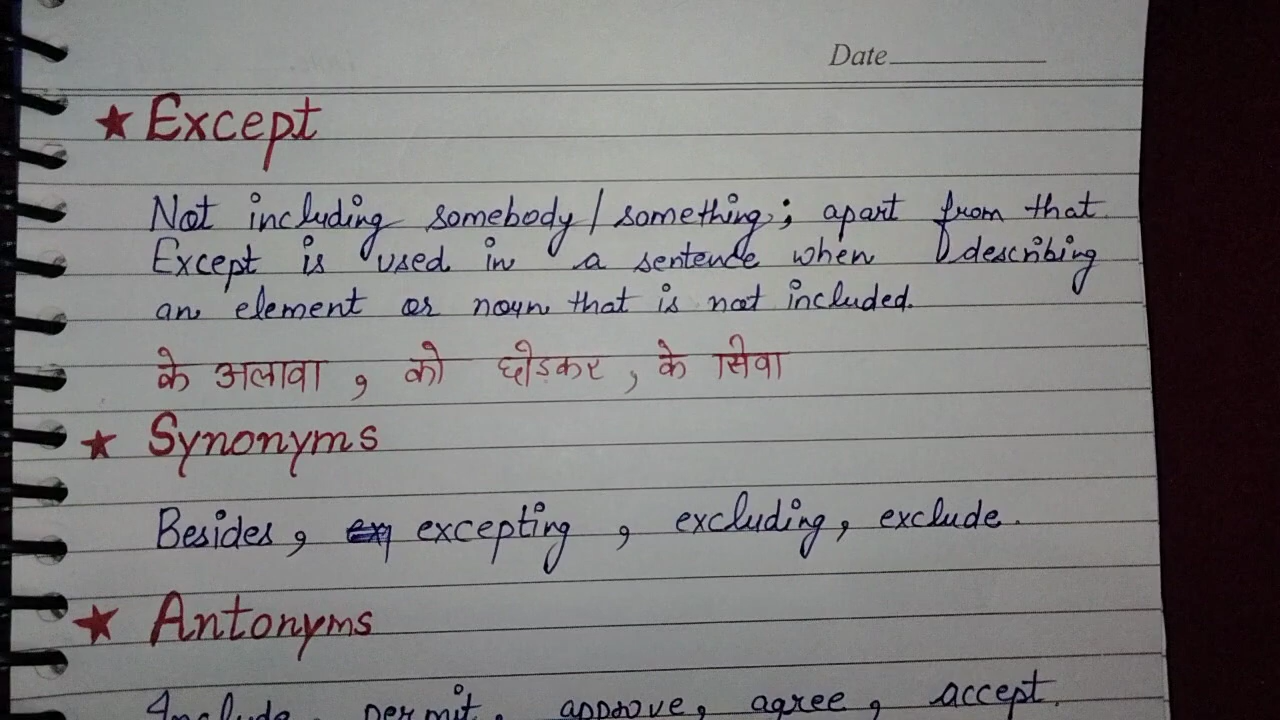 Date
★ Except
Not including somebody / something; apart from that.
Except is used in a sentence when describing
an element or noun that is not included.
के अलावा , को छोड़कर , के सिवा
★ Synonyms
Besides, excepting , excluding, exclude.
★ Antonyms
Include, permit, approve, agree, accept.